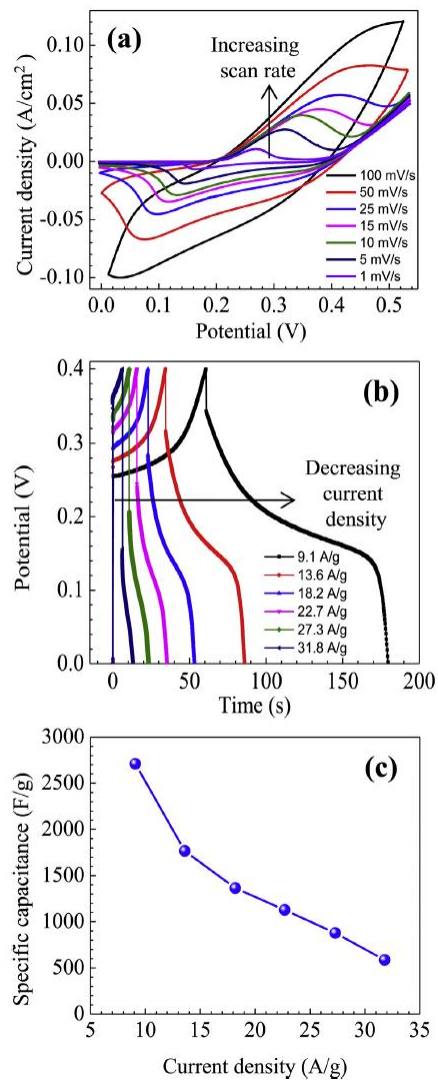 (a)
Increasing
scan rate
0.10
0.05
0.00
-0.05
-0.10
Current density (A/cm²)
100 mV/s
50 mV/s
25 mV/s
15 mV/s
10 mV/s
5 mV/s
1 mV/s
0.0 0.1 0.2 0.3 0.4 0.5
Potential (V)
(b)
0.4
0.3
0.2
0.1
0.0
Potential (V)
Decreasing
current
density
9.1 A/g
13.6 A/g
18.2 A/g
22.7 A/g
27.3 A/g
31.8 A/g
0 50 100 150 200
Time (s)
(c)
3000
2500
2000
1500
1000
500
0
Specific capacitance (F/g)
5 10 15 20 25 30 35
Current density (A/g)